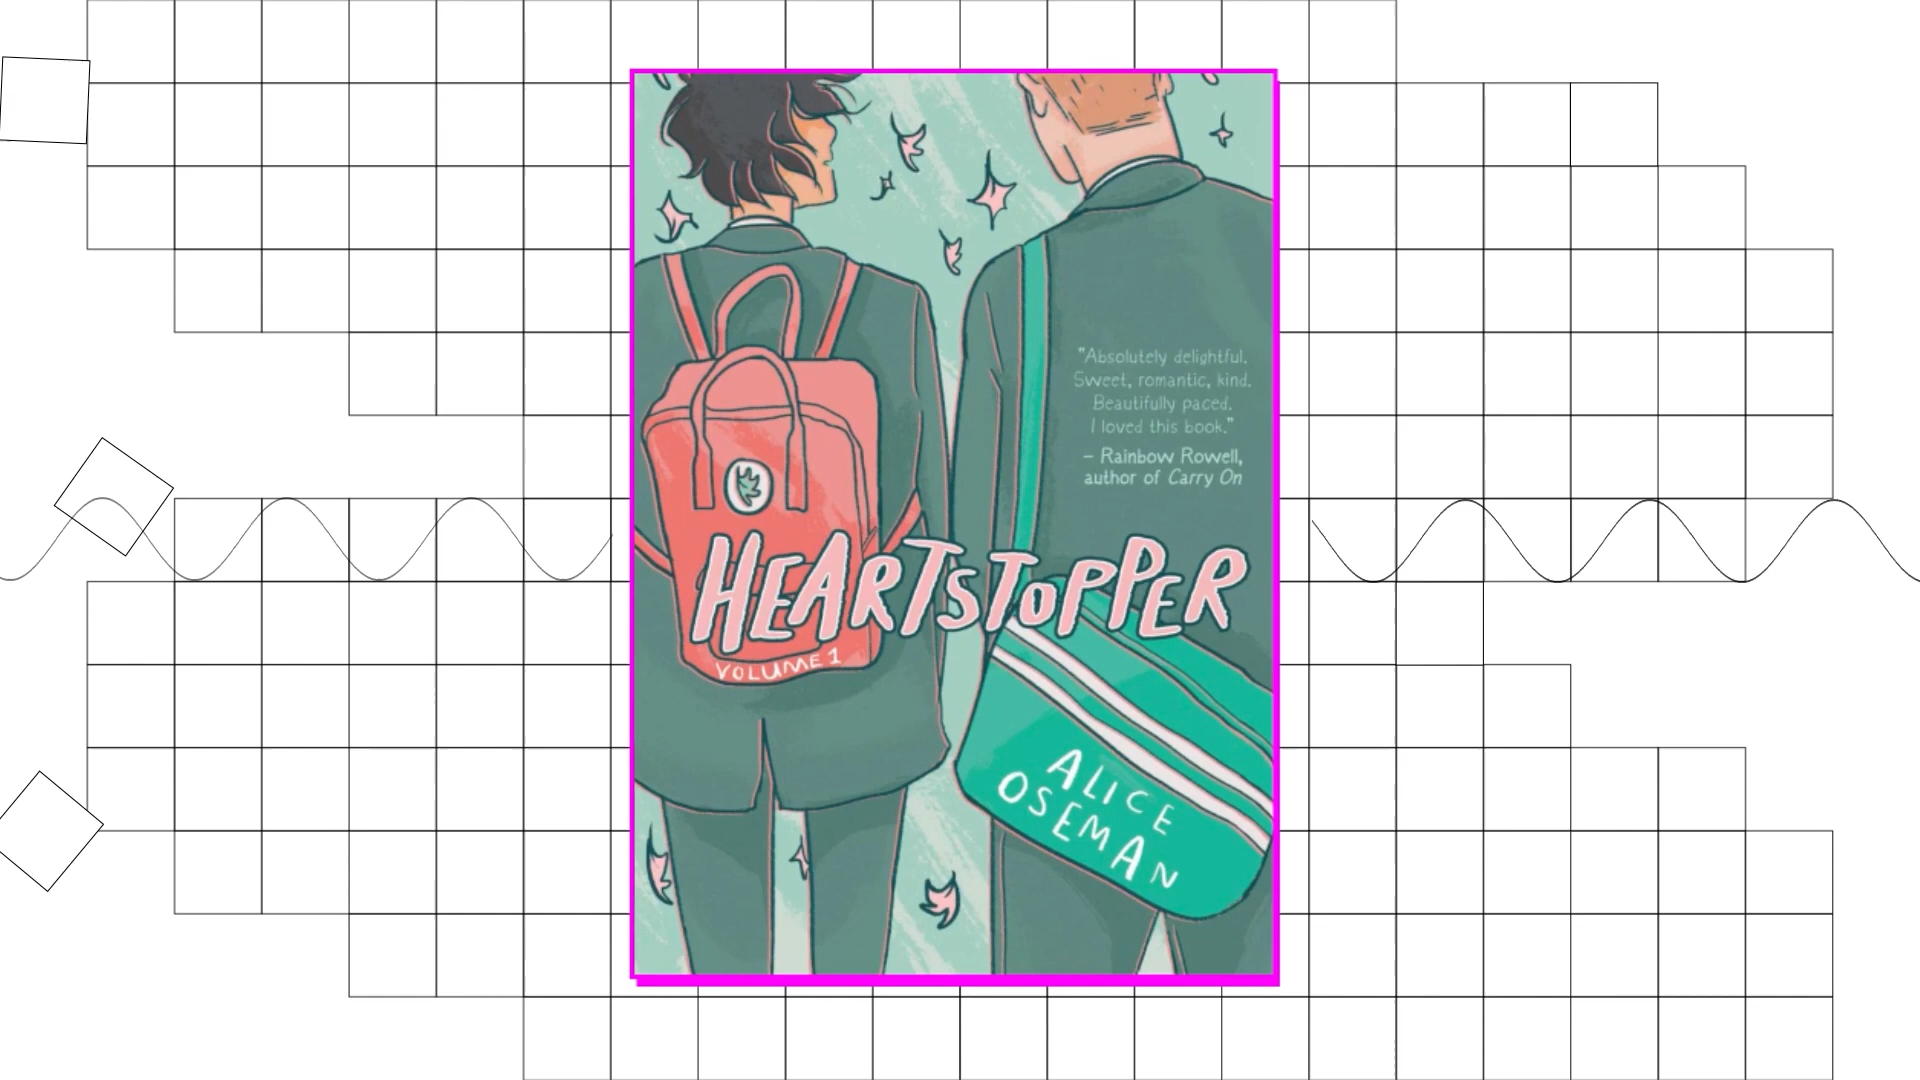 "Absolutely delightful.
Sweet, romantic, kind.
Beautifully paced.
I loved this book."
– Rainbow Rowell,
author of Carry On
HEARTSTOPPER
VOLUME 1
ALICE
OSEMAN